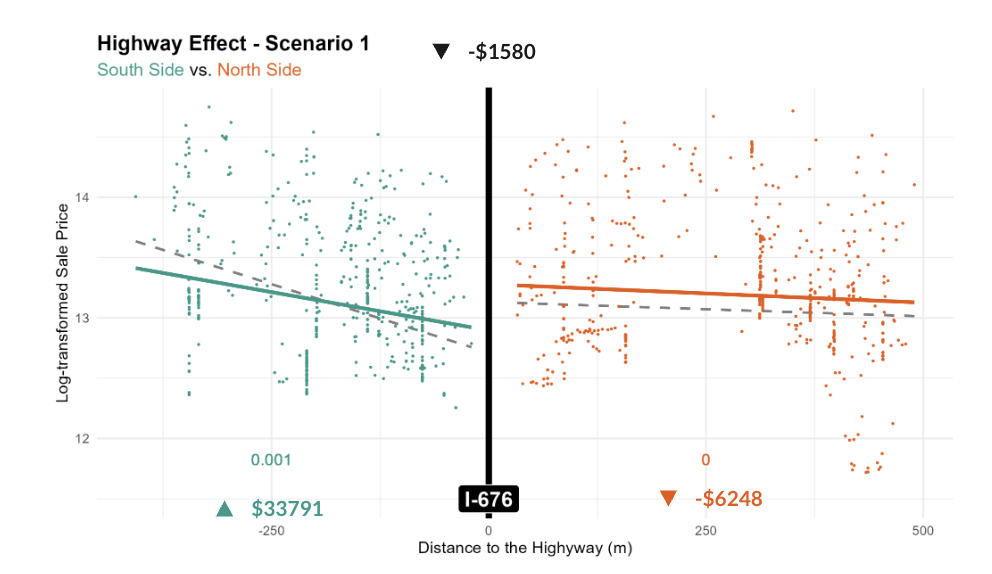 Highway Effect - Scenario 1
▼ -$1580
South Side vs. North Side
Log-transformed Sale Price
14
13
12
0.001
0
▲ $33791
I-676
▼ -$6248
-250
0
250
500
Distance to the Highyway (m)